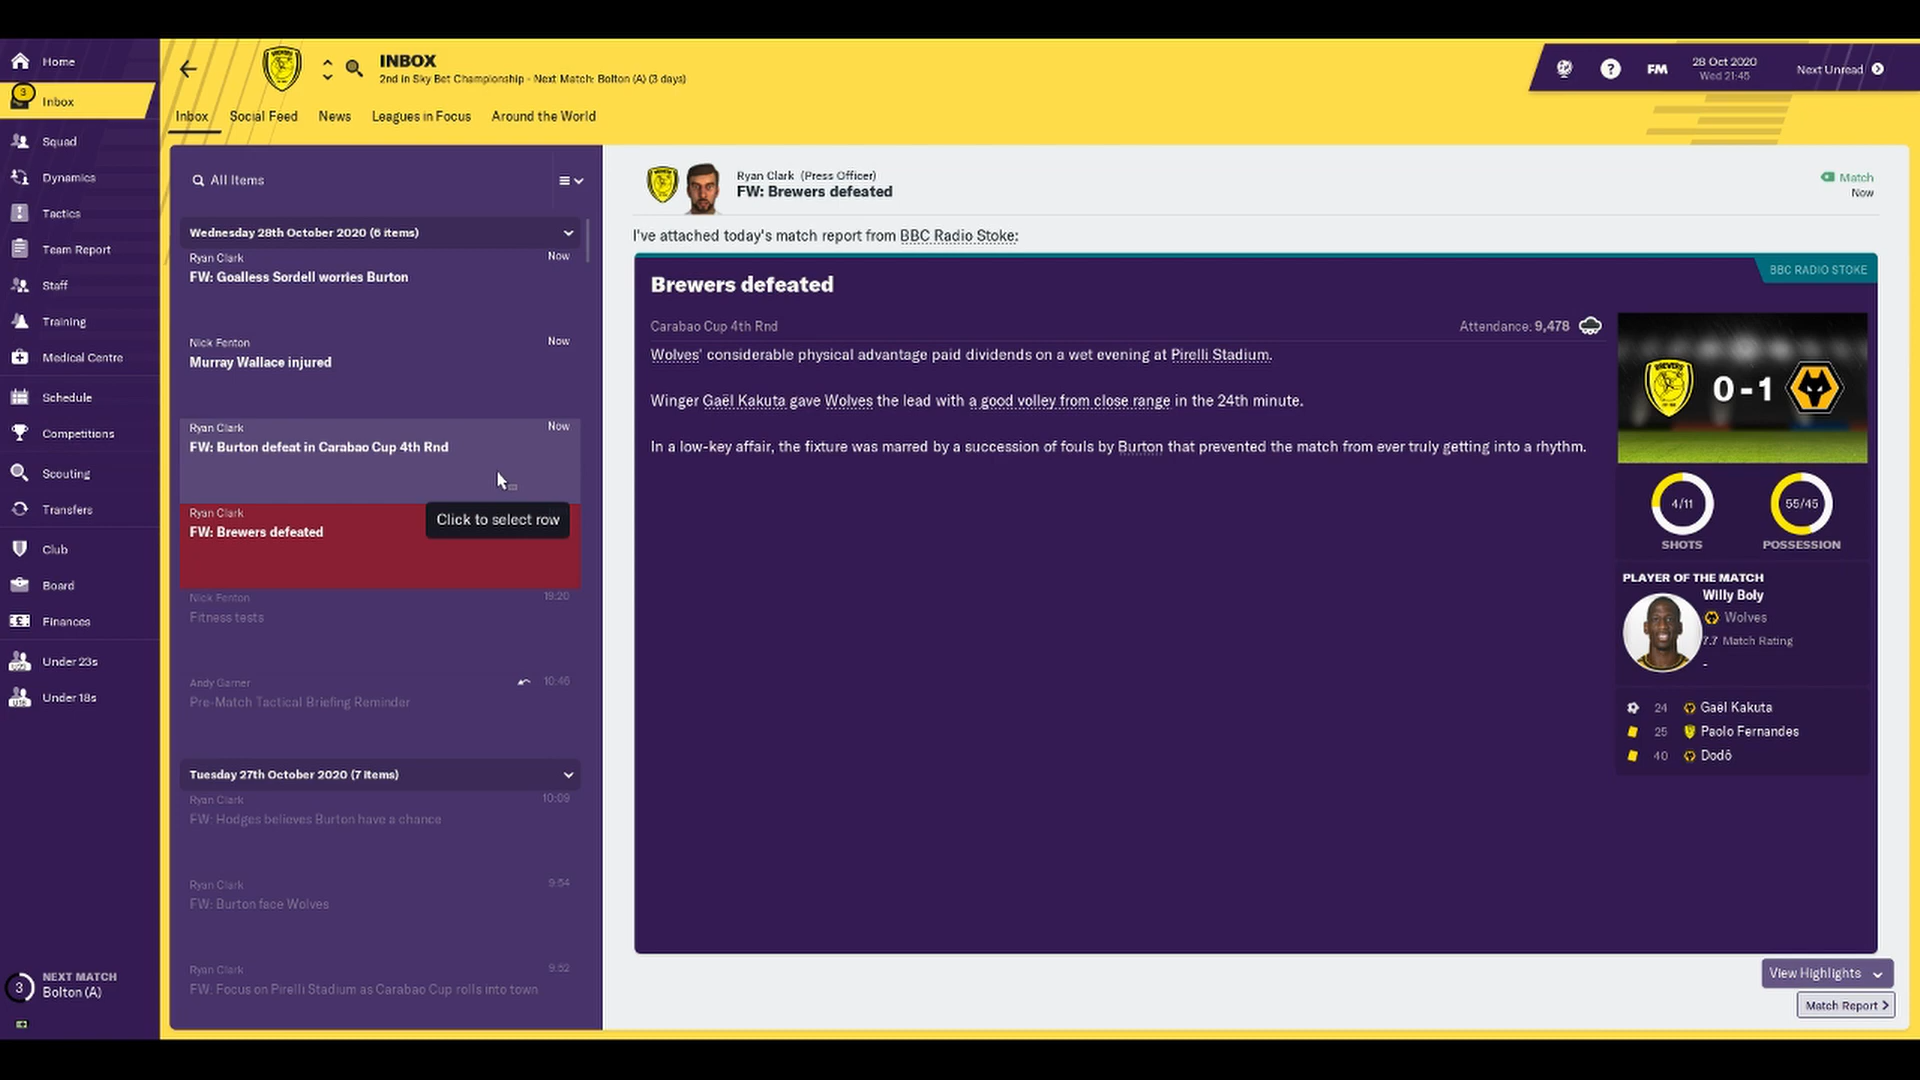 Home
3
Inbox
Squad
Dynamics
Tactics
Team Report
Staff
Training
Medical Centre
Schedule
Competitions
Scouting
Transfers
Club
Board
Finances
Under 23s
Under 18s
NEXT MATCH
3
Bolton (A)
INBOX
2nd in Sky Bet Championship - Next Match: Bolton (A) (3 days)
Inbox Social Feed News Leagues in Focus Around the World
? FM
28 Oct 2020
Wed 21:45
Next Unread
All Items
Wednesday 28th October 2020 (6 items)
Ryan Clark Now
FW: Goalless Sordell worries Burton
Nick Fenton Now
Murray Wallace injured
Ryan Clark Now
FW: Burton defeat in Carabao Cup 4th Rnd
Ryan Clark
FW: Brewers defeated
Click to select row
Nick Fenton 19:20
Fitness tests
Andy Garner 10:46
Pre-Match Tactical Briefing Reminder
Tuesday 27th October 2020 (7 items)
Ryan Clark 10:09
FW: Hodges believes Burton have a chance
Ryan Clark 9:54
FW: Burton face Wolves
Ryan Clark 9:52
FW: Focus on Pirelli Stadium as Carabao Cup rolls into town
Ryan Clark (Press Officer)
FW: Brewers defeated
Match
Now
I've attached today's match report from BBC Radio Stoke:
BBC RADIO STOKE
Brewers defeated
Carabao Cup 4th Rnd Attendance: 9,478
Wolves' considerable physical advantage paid dividends on a wet evening at Pirelli Stadium.
Winger Gaël Kakuta gave Wolves the lead with a good volley from close range in the 24th minute.
In a low-key affair, the fixture was marred by a succession of fouls by Burton that prevented the match from ever truly getting into a rhythm.
0 - 1
4/11 55/45
SHOTS POSSESSION
PLAYER OF THE MATCH
Willy Boly
Wolves
7.7 Match Rating
-
24 Gaël Kakuta
25 Paolo Fernandes
40 Dodô
View Highlights
Match Report